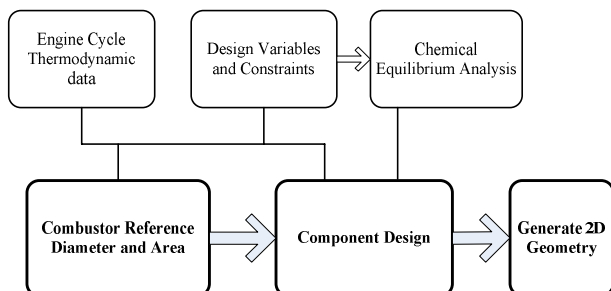 Engine Cycle
Thermodynamic
data
Design Variables
and Constraints
Chemical
Equilibrium Analysis
Combustor Reference
Diameter and Area
Component Design
Generate 2D
Geometry